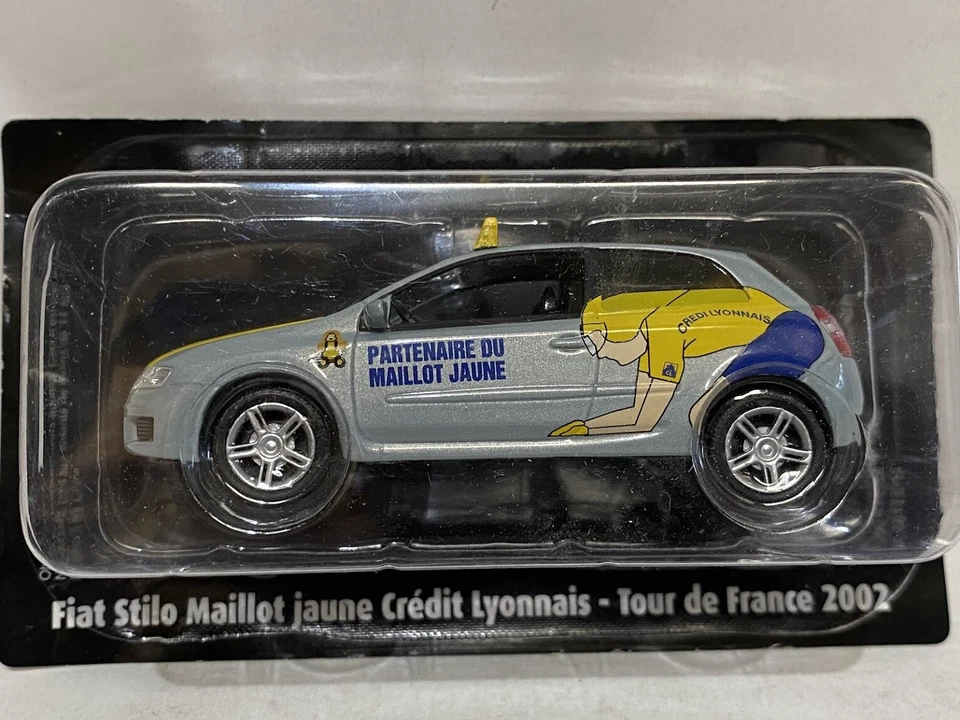 PARTENAIRE DU
MAILLOT JAUNE
CREDIT LYONNAIS
Fiat Stilo Maillot jaune Crédit Lyonnais - Tour de France 2002